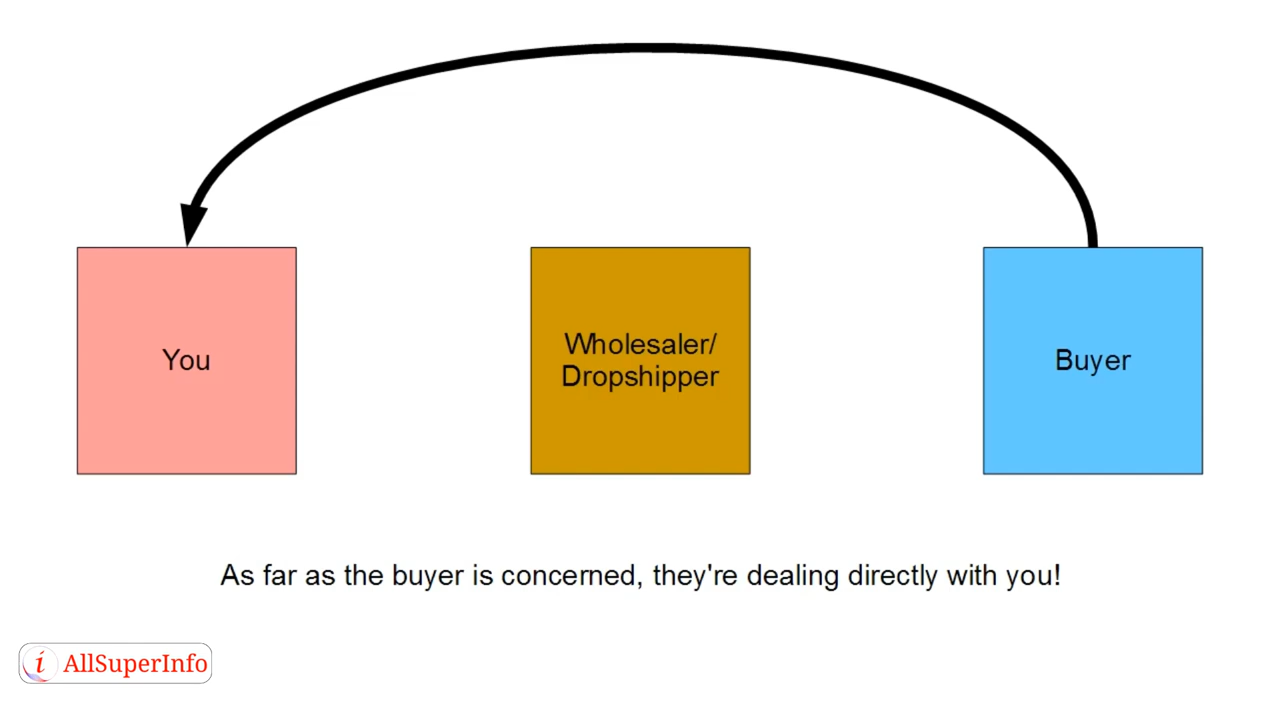 You
Wholesaler/
Dropshipper
Buyer
As far as the buyer is concerned, they're dealing directly with you!
i AllSuperInfo